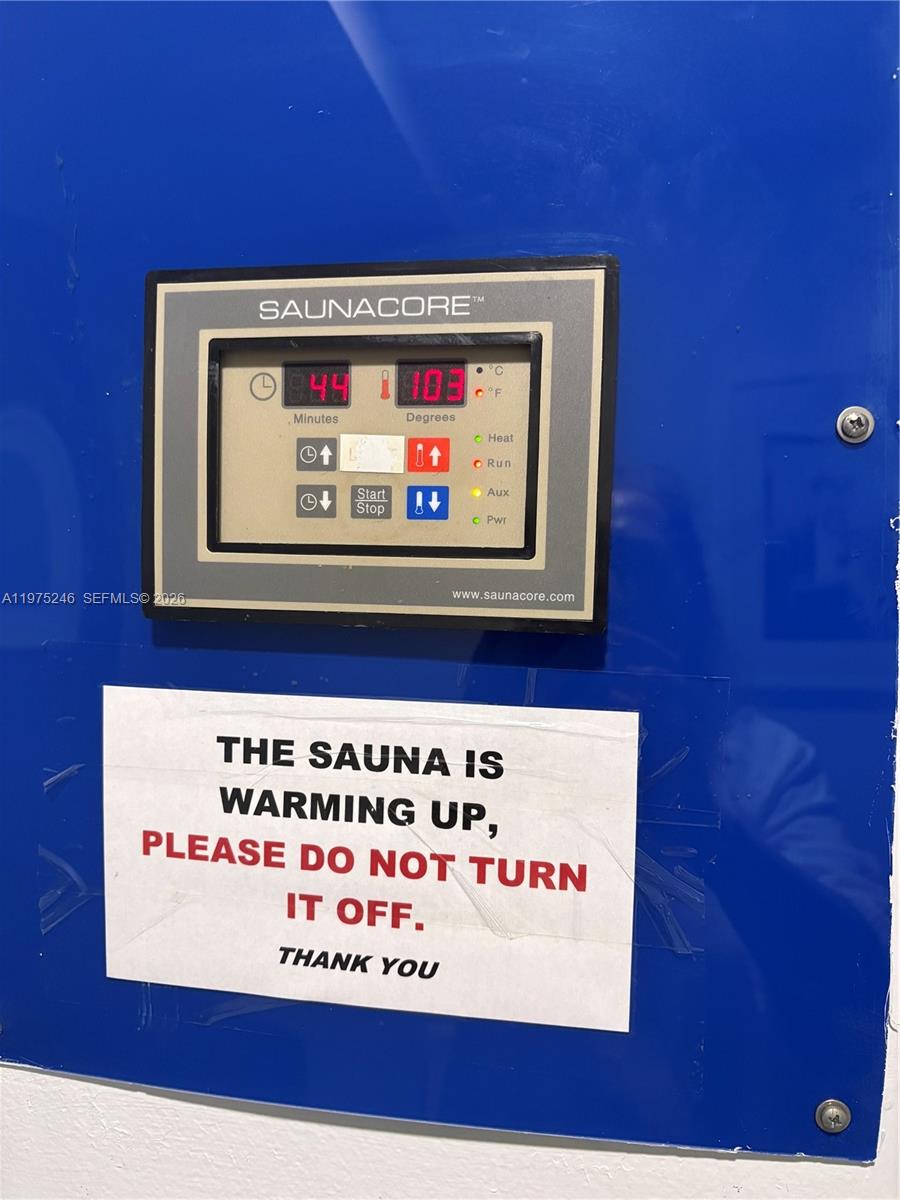 SAUNACORE™
44 103 °C
°F
Minutes Degrees
Heat
Run
Start
Stop
Aux
Pwr
www.saunacore.com
A11975246 SEFMLS© 2026
THE SAUNA IS
WARMING UP,
PLEASE DO NOT TURN
IT OFF.
THANK YOU